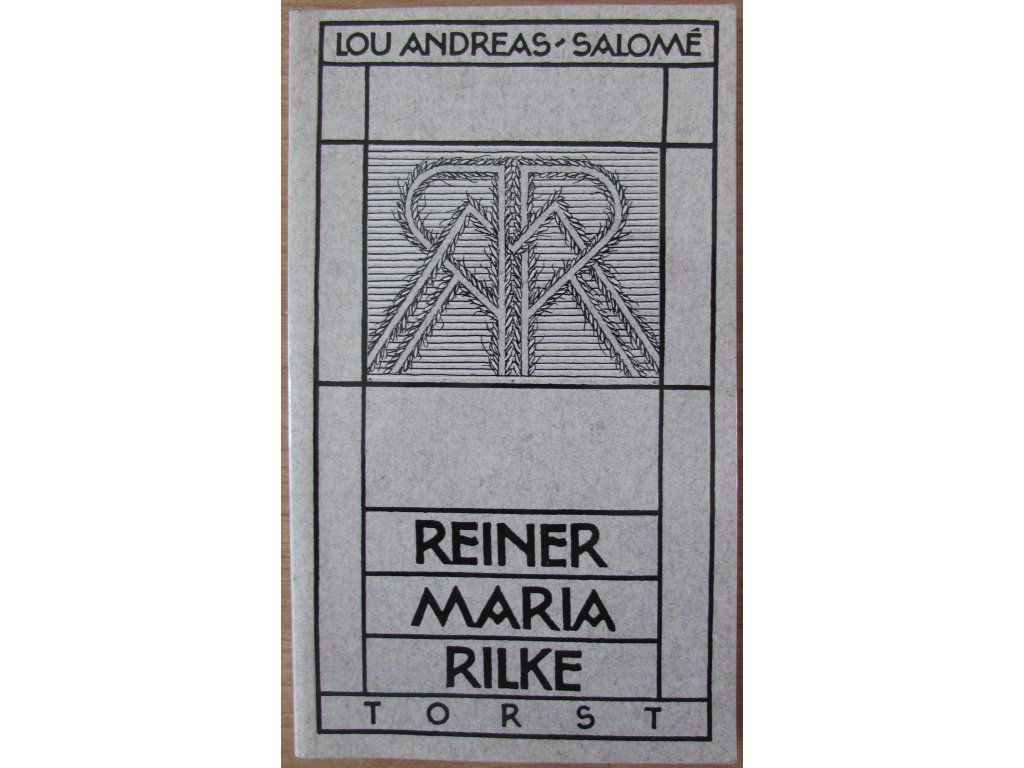 LOU ANDREAS-SALOMÉ
REINER
MARIA
RILKE
TORST